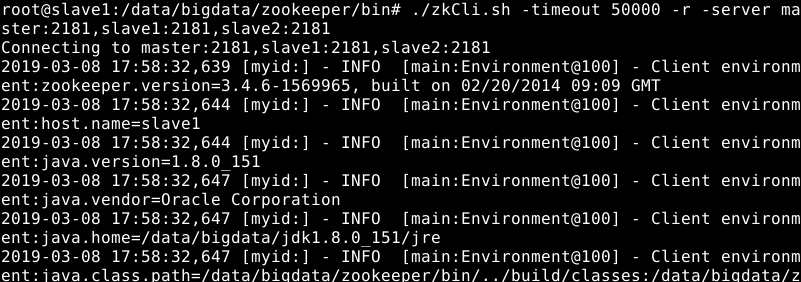 root@slave1:/data/bigdata/zookeeper/bin# ./zkCli.sh -timeout 50000 -r -server ma
ster:2181,slave1:2181,slave2:2181
Connecting to master:2181,slave1:2181,slave2:2181
2019-03-08 17:58:32,639 [myid:] - INFO  [main:Environment@100] - Client environm
ent:zookeeper.version=3.4.6-1569965, built on 02/20/2014 09:09 GMT
2019-03-08 17:58:32,644 [myid:] - INFO  [main:Environment@100] - Client environm
ent:host.name=slave1
2019-03-08 17:58:32,644 [myid:] - INFO  [main:Environment@100] - Client environm
ent:java.version=1.8.0_151
2019-03-08 17:58:32,647 [myid:] - INFO  [main:Environment@100] - Client environm
ent:java.vendor=Oracle Corporation
2019-03-08 17:58:32,647 [myid:] - INFO  [main:Environment@100] - Client environm
ent:java.home=/data/bigdata/jdk1.8.0_151/jre
2019-03-08 17:58:32,647 [myid:] - INFO  [main:Environment@100] - Client environm
ent:java.class.path=/data/bigdata/zookeeper/bin/../build/classes:/data/bigdata/z